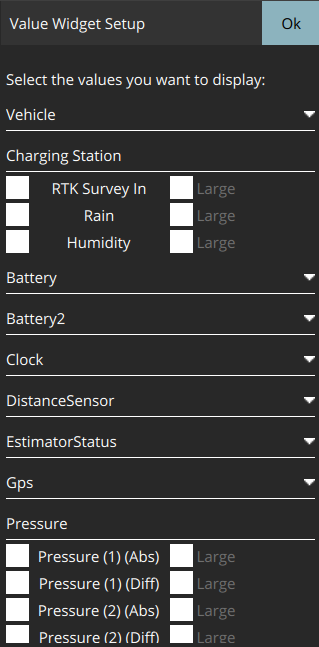 Value Widget Setup Ok
Select the values you want to display:
Vehicle
Charging Station
RTK Survey In Large
Rain Large
Humidity Large
Battery
Battery2
Clock
DistanceSensor
EstimatorStatus
Gps
Pressure
Pressure (1) (Abs) Large
Pressure (1) (Diff) Large
Pressure (2) (Abs) Large
Pressure (2) (Diff) Large